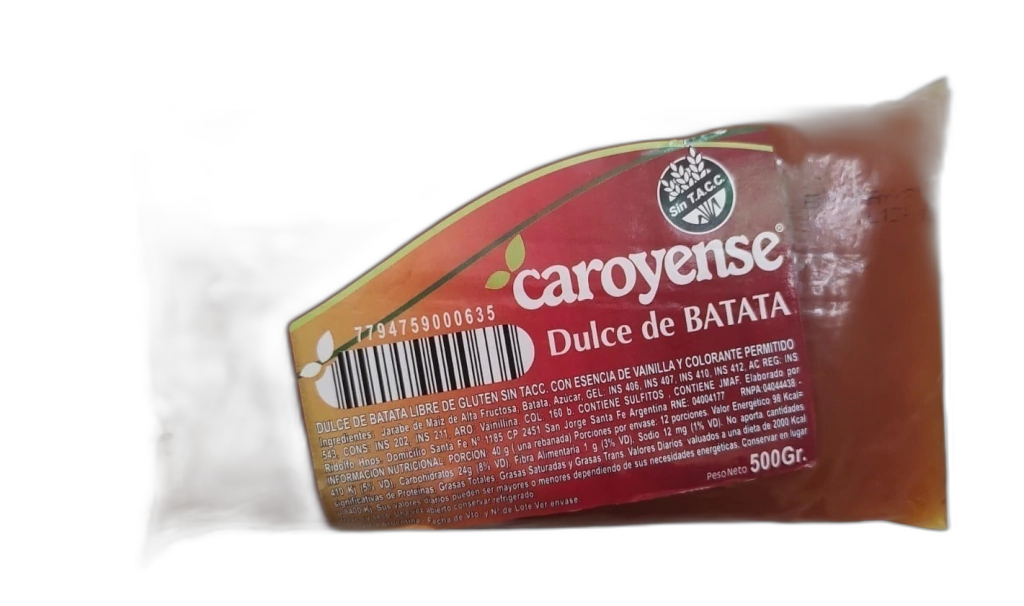 Sin T.A.C.C.
caroyense®
Dulce de BATATA
7794759000635
DULCE DE BATATA LIBRE DE GLUTEN SIN TACC. CON ESENCIA DE VAINILLA Y COLORANTE PERMITIDO
Ingredientes: Jarabe de Maiz de Alta Fructosa, Batata, Azucar, GEL: INS 406, INS 407, INS 410, INS 412, AC REG: INS
543, CONS: INS 202, INS 211, ARO: Vainillina, COL: 160 b. CONTIENE SULFITOS, CONTIENE JMAF. Elaborado por
Ridolfo Hnos. Domicilio Santa Fe N° 1185 CP 2451 San Jorge Santa Fe Argentina RNE: 04004177 RNPA:04044438 -
INFORMACIÓN NUTRICIONAL: PORCION: 40 g (una rebanada) Porciones por envase: 12 porciones. Valor Energético 98 Kcal=
410 Kj (5% VD), Carbohidratos 24g (8% VD), Fibra Alimentaria 1 g (3% VD), Sodio 12 mg (1% VD). No aporta cantidades
significativas de Proteínas, Grasas Totales, Grasas Saturadas y Grasas Trans. Valores Diarios valuados a una dieta de 2000 Kcal
Sus valores diarios pueden ser mayores o menores dependiendo de sus necesidades energéticas. Conservar en lugar
abierto conservar refrigerado
Fecha de Vto. y N° de Lote Ver envase
Peso Neto 500Gr.